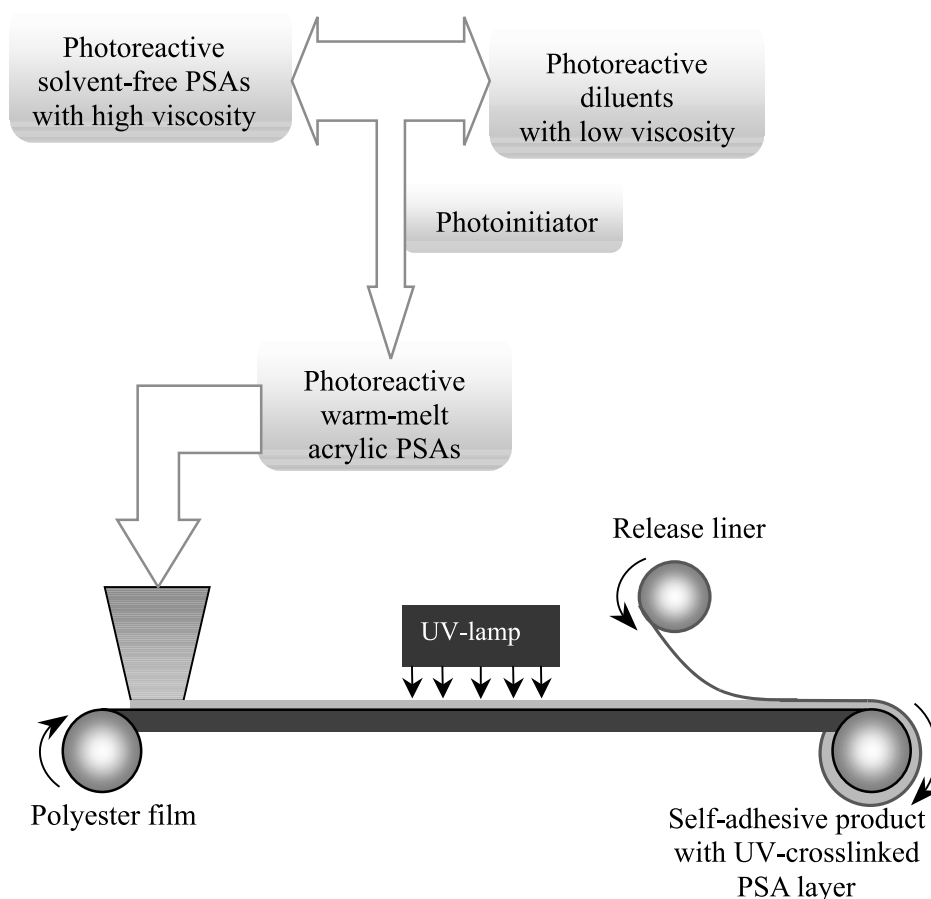 Photoreactive
solvent-free PSAs
with high viscosity
Photoreactive
diluents
with low viscosity
Photoinitiator
Photoreactive
warm-melt
acrylic PSAs
Release liner
UV-lamp
Polyester film
Self-adhesive product
with UV-crosslinked
PSA layer